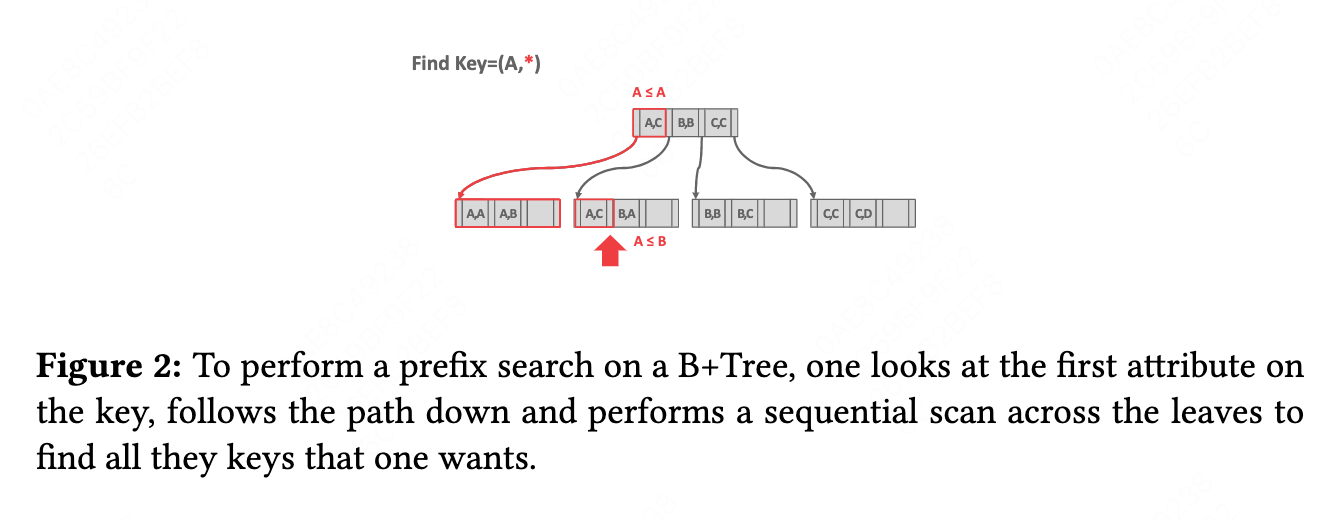 Find Key=(A,*)
A ≤ A
A,C B,B C,C
A,A A,B A,C B,A B,B B,C C,C C,D
A ≤ B
Figure 2: To perform a prefix search on a B+Tree, one looks at the first attribute on
the key, follows the path down and performs a sequential scan across the leaves to
find all they keys that one wants.